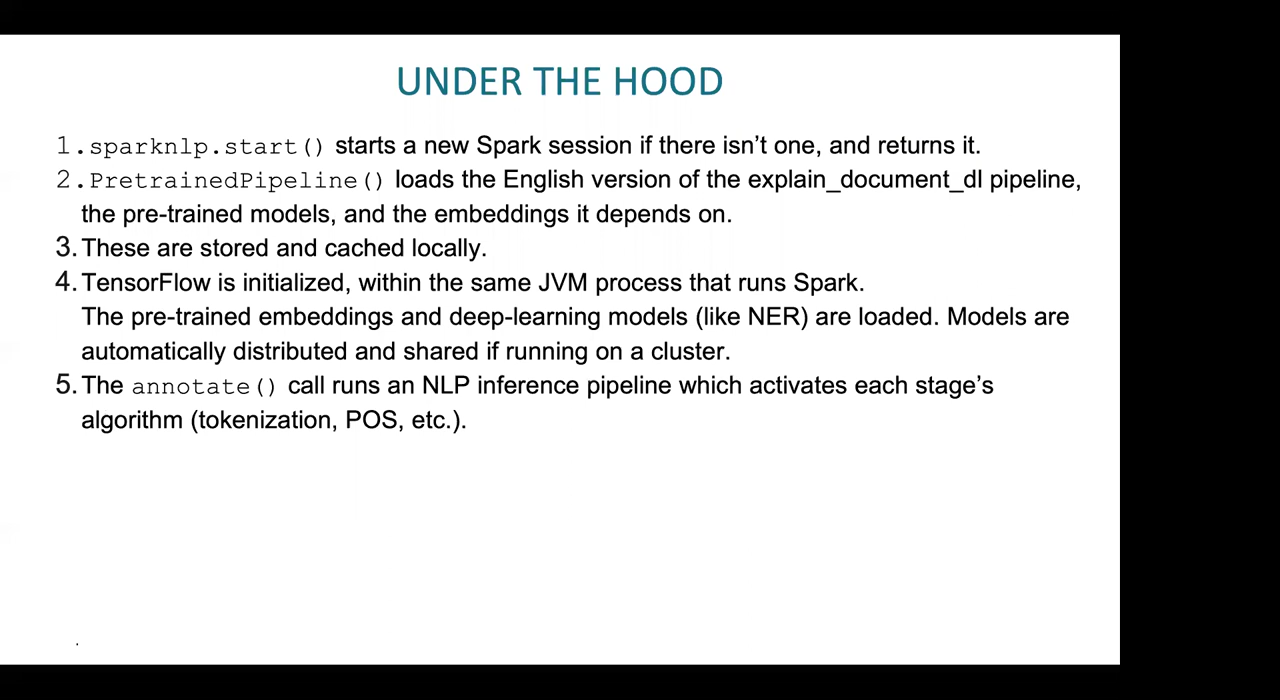 UNDER THE HOOD
1. sparknlp.start() starts a new Spark session if there isn’t one, and returns it.
2. PretrainedPipeline() loads the English version of the explain_document_dl pipeline,
the pre-trained models, and the embeddings it depends on.
3. These are stored and cached locally.
4. TensorFlow is initialized, within the same JVM process that runs Spark.
The pre-trained embeddings and deep-learning models (like NER) are loaded. Models are
automatically distributed and shared if running on a cluster.
5. The annotate() call runs an NLP inference pipeline which activates each stage’s
algorithm (tokenization, POS, etc.).